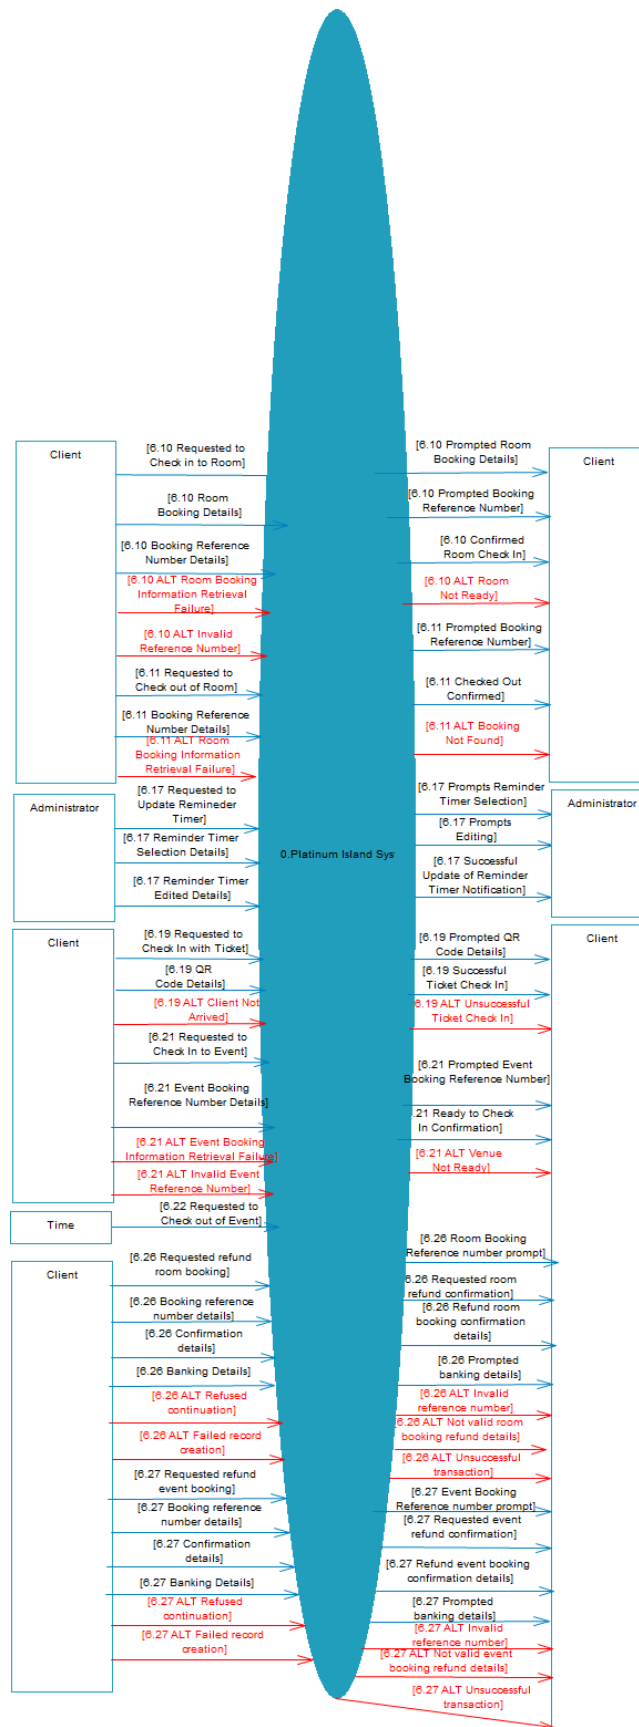 Client
[6.10 Requested to
Check in to Room]
[6.10 Room
Booking Details]
[6.10 Booking Reference
Number Details]
[6.10 ALT Room Booking
Information Retrieval
Failure]
[6.10 ALT Invalid
Reference Number]
[6.11 Requested to
Check out of Room]
[6.11 Booking Reference
Number Details]
[6.11 ALT Room
Booking Information
Retrieval Failure]
Administrator
[6.17 Requested to
Update Remineder
Timer]
[6.17 Reminder Timer
Selection Details]
[6.17 Reminder Timer
Edited Details]
Client
[6.19 Requested to
Check In with Ticket]
[6.19 QR
Code Details]
[6.19 ALT Client Not
Arrived]
[6.21 Requested to
Check In to Event]
[6.21 Event Booking
Reference Number Details]
[6.21 ALT Event Booking
Information Retrieval Failure]
[6.21 ALT Invalid Event
Reference Number]
Time
[6.22 Requested to
Check out of Event]
Client
[6.26 Requested refund
room booking]
[6.26 Booking reference
number details]
[6.26 Confirmation
details]
[6.26 Banking Details]
[6.26 ALT Refused
continuation]
[6.26 ALT Failed record
creation]
[6.27 Requested refund
event booking]
[6.27 Booking reference
number details]
[6.27 Confirmation
details]
[6.27 Banking Details]
[6.27 ALT Refused
continuation]
[6.27 ALT Failed record
creation]
0.Platinum Island Sys
[6.10 Prompted Room
Booking Details]
Client
[6.10 Prompted Booking
Reference Number]
[6.10 Confirmed
Room Check In]
[6.10 ALT Room
Not Ready]
[6.11 Prompted Booking
Reference Number]
[6.11 Checked Out
Confirmed]
[6.11 ALT Booking
Not Found]
[6.17 Prompts Reminder
Timer Selection]
Administrator
[6.17 Prompts
Editing]
[6.17 Successful
Update of Reminder
Timer Notification]
Client
[6.19 Prompted QR
Code Details]
[6.19 Successful
Ticket Check In]
[6.19 ALT Unsuccessful
Ticket Check In]
[6.21 Prompted Event
Booking Reference Number]
.21 Ready to Check
In Confirmation]
[6.21 ALT Venue
Not Ready]
[6.26 Room Booking
Reference number prompt]
[6.26 Requested room
refund confirmation]
[6.26 Refund room
booking confirmation
details]
[6.26 Prompted
banking details]
[6.26 ALT Invalid
reference number]
[6.26 ALT Not valid room
booking refund details]
[6.26 ALT Unsuccessful
transaction]
[6.27 Event Booking
Reference number prompt]
[6.27 Requested event
refund confirmation]
[6.27 Refund event booking
confirmation details]
[6.27 Prompted
banking details]
[6.27 ALT Invalid
reference number]
[6.27 ALT Not valid event
booking refund details]
[6.27 ALT Unsuccessful
transaction]